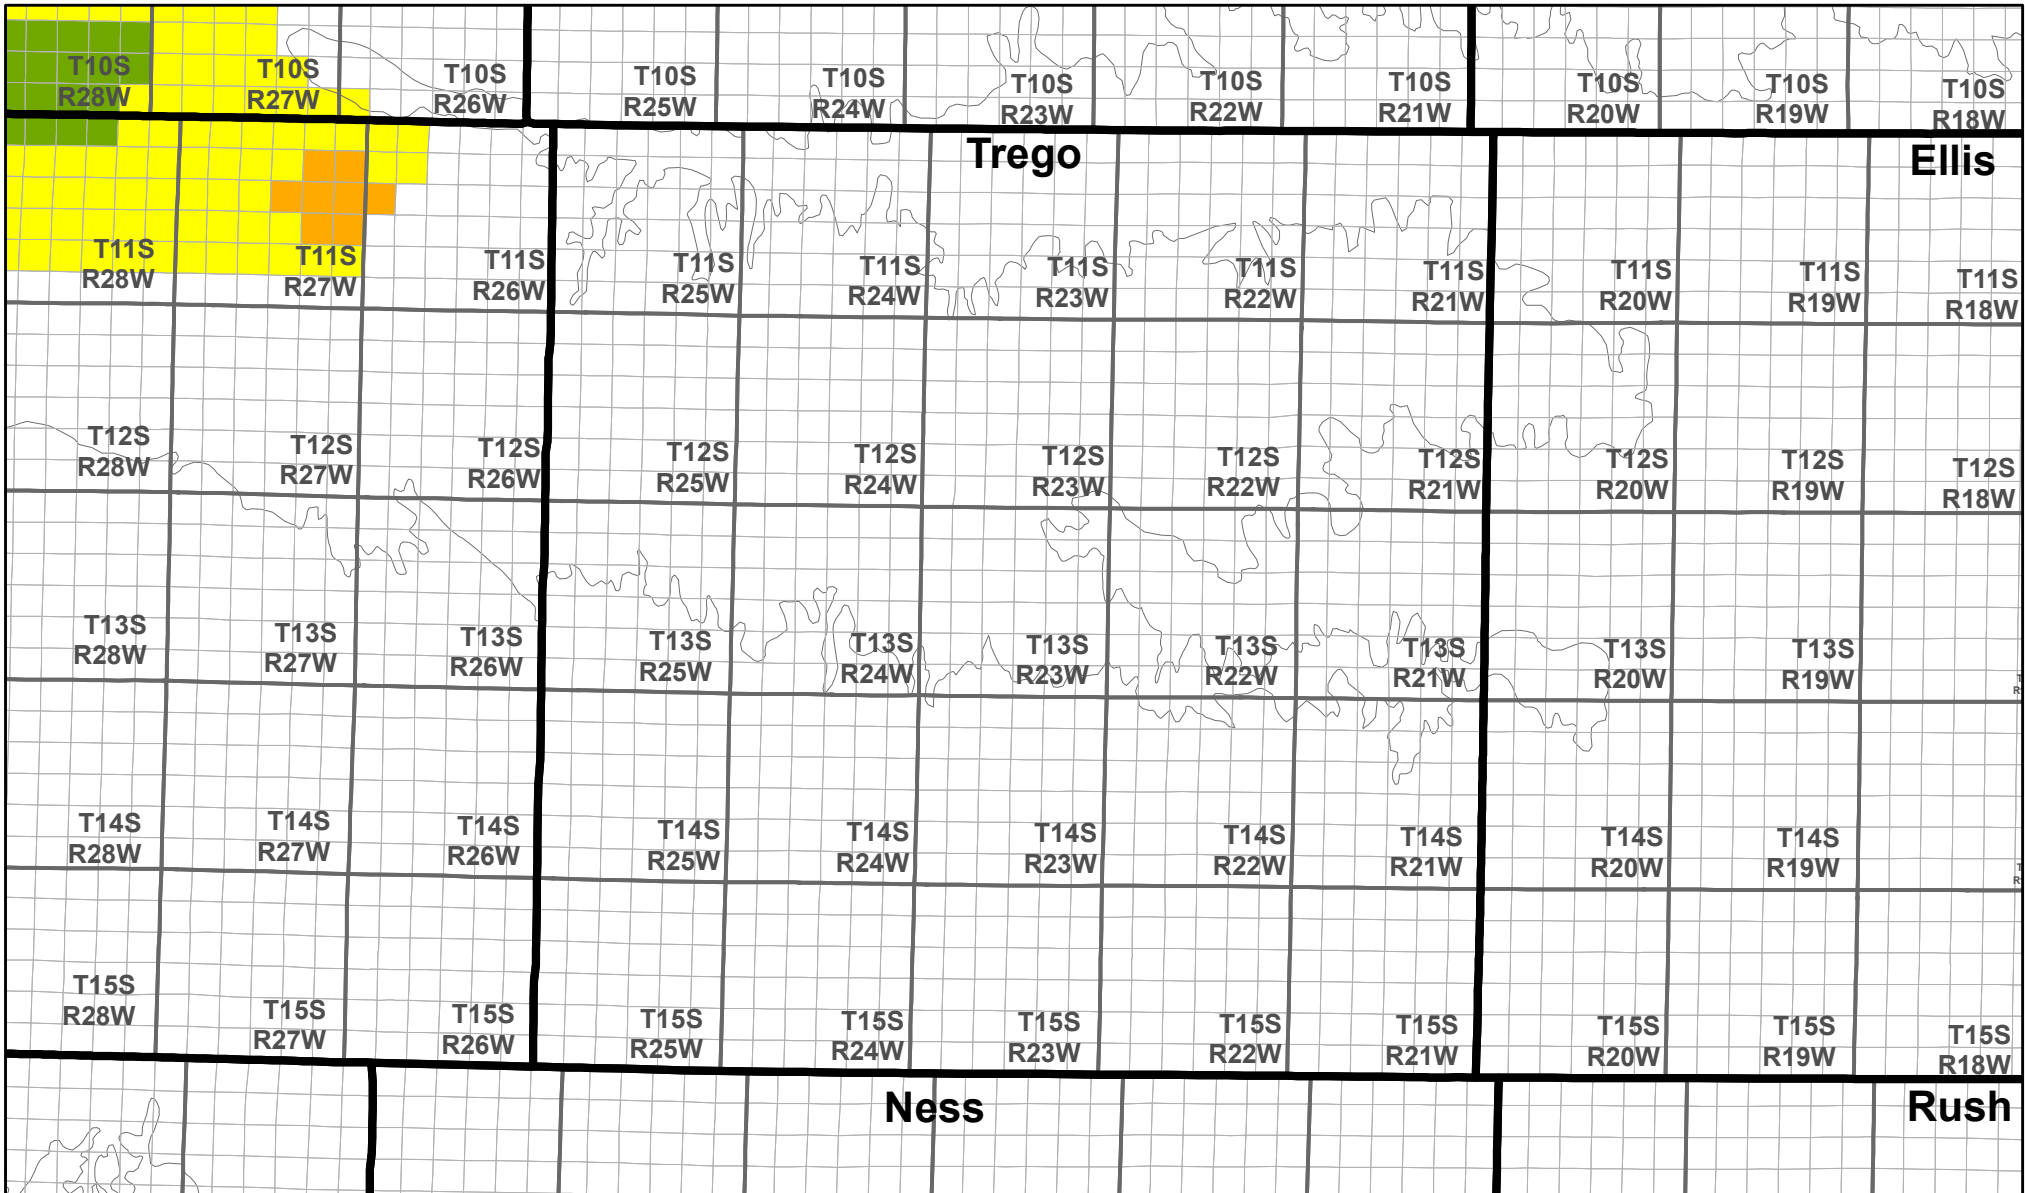 T10S
R28W
T10S
R27W
T10S
R26W
T10S
R25W
T10S
R24W
T10S
R23W
T10S
R22W
T10S
R21W
T10S
R20W
T10S
R19W
T10S
R18W
Trego
Ellis
T11S
R28W
T11S
R27W
T11S
R26W
T11S
R25W
T11S
R24W
T11S
R23W
T11S
R22W
T11S
R21W
T11S
R20W
T11S
R19W
T11S
R18W
T12S
R28W
T12S
R27W
T12S
R26W
T12S
R25W
T12S
R24W
T12S
R23W
T12S
R22W
T12S
R21W
T12S
R20W
T12S
R19W
T12S
R18W
T13S
R28W
T13S
R27W
T13S
R26W
T13S
R25W
T13S
R24W
T13S
R23W
T13S
R22W
T13S
R21W
T13S
R20W
T13S
R19W
T14S
R28W
T14S
R27W
T14S
R26W
T14S
R25W
T14S
R24W
T14S
R23W
T14S
R22W
T14S
R21W
T14S
R20W
T14S
R19W
T15S
R28W
T15S
R27W
T15S
R26W
T15S
R25W
T15S
R24W
T15S
R23W
T15S
R22W
T15S
R21W
T15S
R20W
T15S
R19W
T15S
R18W
Ness
Rush